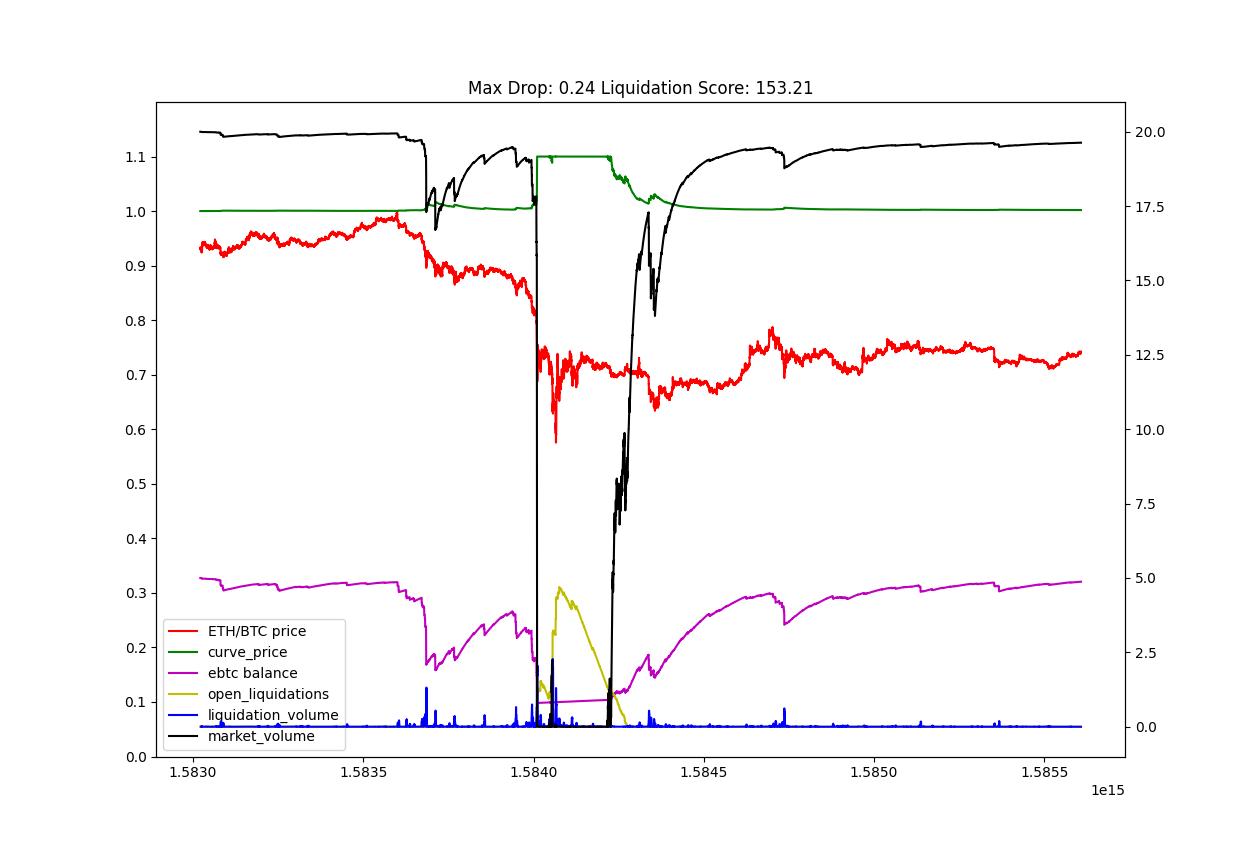 Max Drop: 0.24 Liquidation Score: 153.21
1.1
1.0
0.9
0.8
0.7
0.6
0.5
0.4
0.3
0.2
0.1
0.0
20.0
17.5
15.0
12.5
10.0
7.5
5.0
2.5
0.0
ETH/BTC price
curve_price
ebtc balance
open_liquidations
liquidation_volume
market_volume
1.5830 1.5835 1.5840 1.5845 1.5850 1.5855
1e15